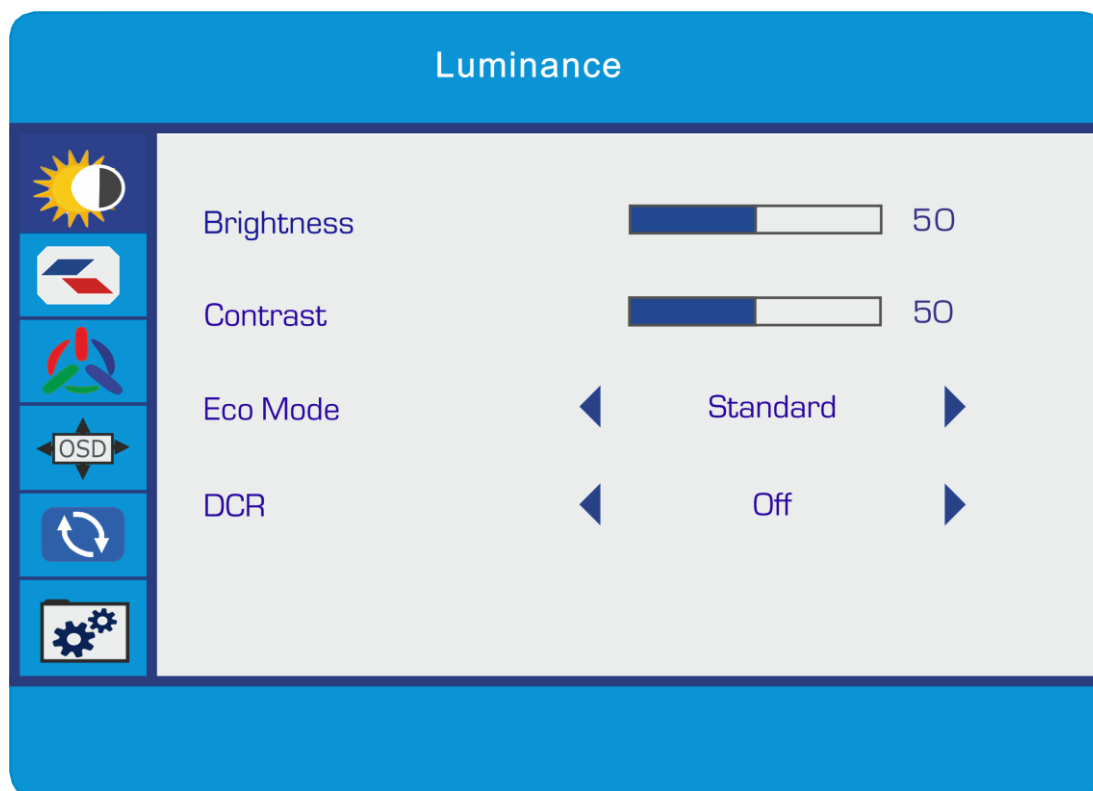 Luminance
Brightness 50
Contrast 50
Eco Mode Standard
OSD
DCR Off